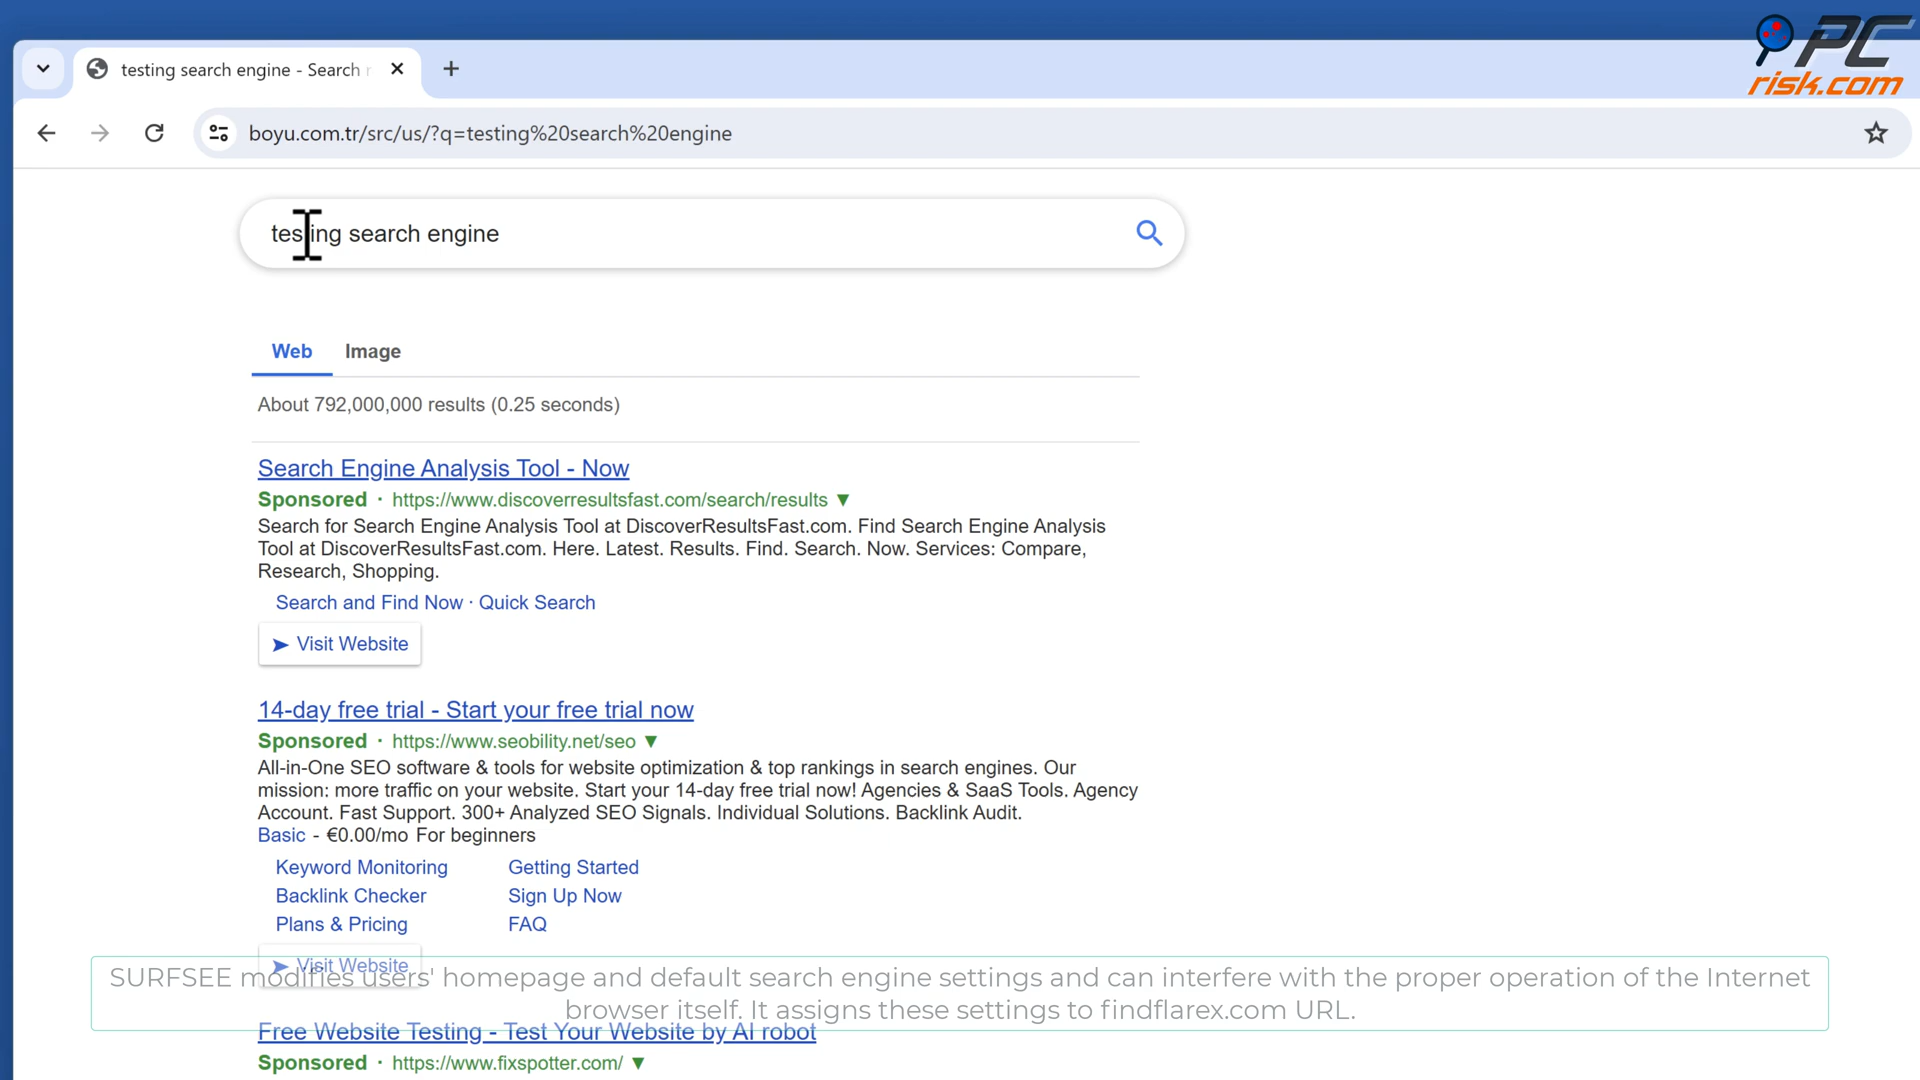 PC
risk.com
testing search engine - Search r
boyu.com.tr/src/us/?q=testing%20search%20engine
testing search engine
Web Image
About 792,000,000 results (0.25 seconds)
Search Engine Analysis Tool - Now
Sponsored · https://www.discoverresultsfast.com/search/results ▼
Search for Search Engine Analysis Tool at DiscoverResultsFast.com. Find Search Engine Analysis
Tool at DiscoverResultsFast.com. Here. Latest. Results. Find. Search. Now. Services: Compare,
Research, Shopping.
Search and Find Now · Quick Search
➤ Visit Website
14-day free trial - Start your free trial now
Sponsored · https://www.seobility.net/seo ▼
All-in-One SEO software & tools for website optimization & top rankings in search engines. Our
mission: more traffic on your website. Start your 14-day free trial now! Agencies & SaaS Tools. Agency
Account. Fast Support. 300+ Analyzed SEO Signals. Individual Solutions. Backlink Audit.
Basic - €0.00/mo For beginners
Keyword Monitoring Getting Started
Backlink Checker Sign Up Now
Plans & Pricing FAQ
➤ Visit Website
SURFSEE modifies users' homepage and default search engine settings and can interfere with the proper operation of the Internet
browser itself. It assigns these settings to findflarex.com URL.
Free Website Testing - Test Your Website by AI robot
Sponsored · https://www.fixspotter.com/ ▼